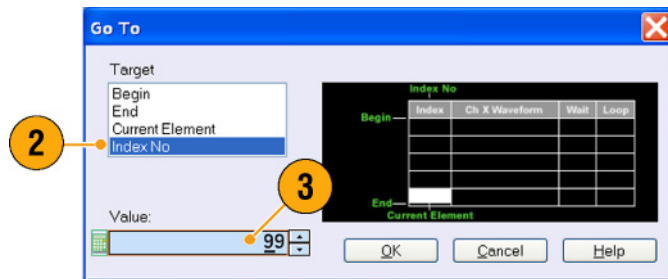 Go To
Target
Begin
End
Current Element
Index No
2
Value:
99
3
Index No
Begin
Index Ch X Waveform Wait Loop
End
Current Element
OK Cancel Help